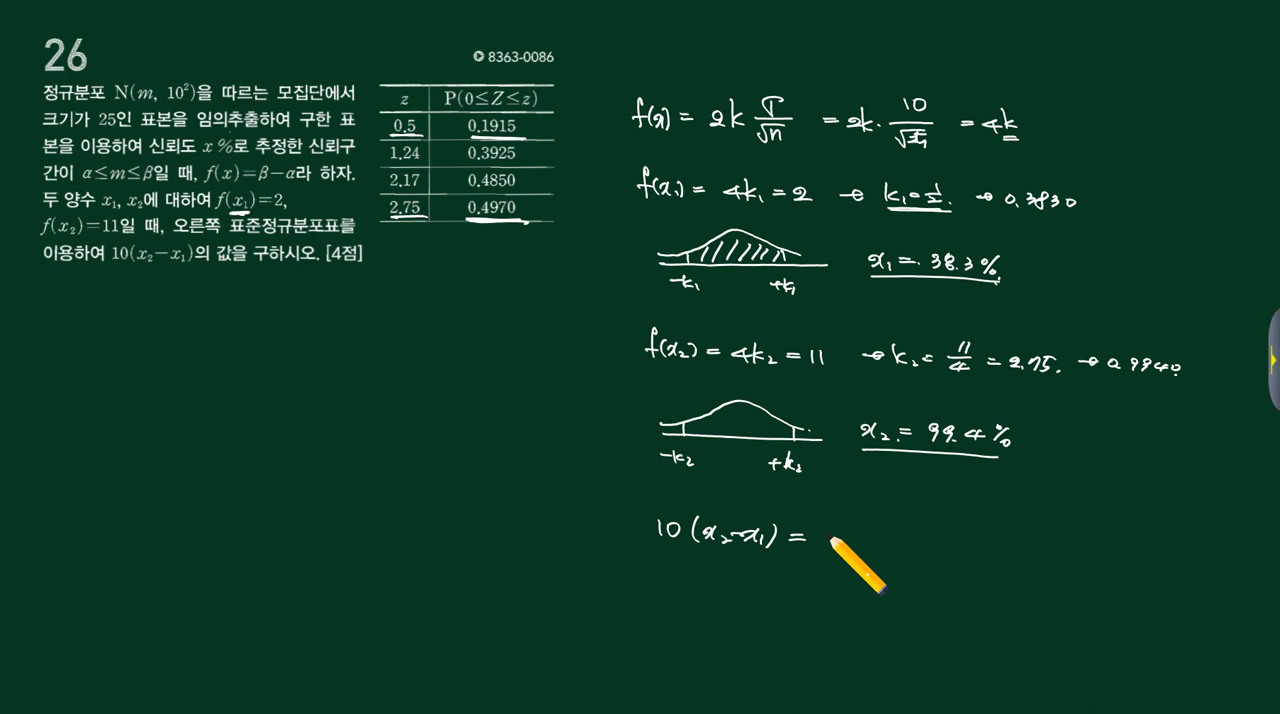 26
▶ 8363-0086
정규분포 N(m, 10²)을 따르는 모집단에서
크기가 25인 표본을 임의추출하여 구한 표
본을 이용하여 신뢰도 x %로 추정한 신뢰구
간이 α≤m≤β일 때, f(x)=β-α라 하자.
두 양수 x₁, x₂에 대하여 f(x₁)=2,
f(x₂)=11일 때, 오른쪽 표준정규분포표를
이용하여 10(x₂-x₁)의 값을 구하시오. [4점]
z P(0≤Z≤z)
0.5 0.1915
1.24 0.3925
2.17 0.4850
2.75 0.4970
f(x) = 2k σ/√n = 2k· 10/√25 = 4k
f(x₁) = 4k₁ = 2 → k₁ = 1/2. → 0.3830
-k₁ +k₁
x₁ = 38.3%
f(x₂) = 4k₂ = 11 → k₂ = 11/4 = 2.75. → 0.9940.
-k₂ +k₂
x₂ = 99.4%
10(x₂-x₁) =